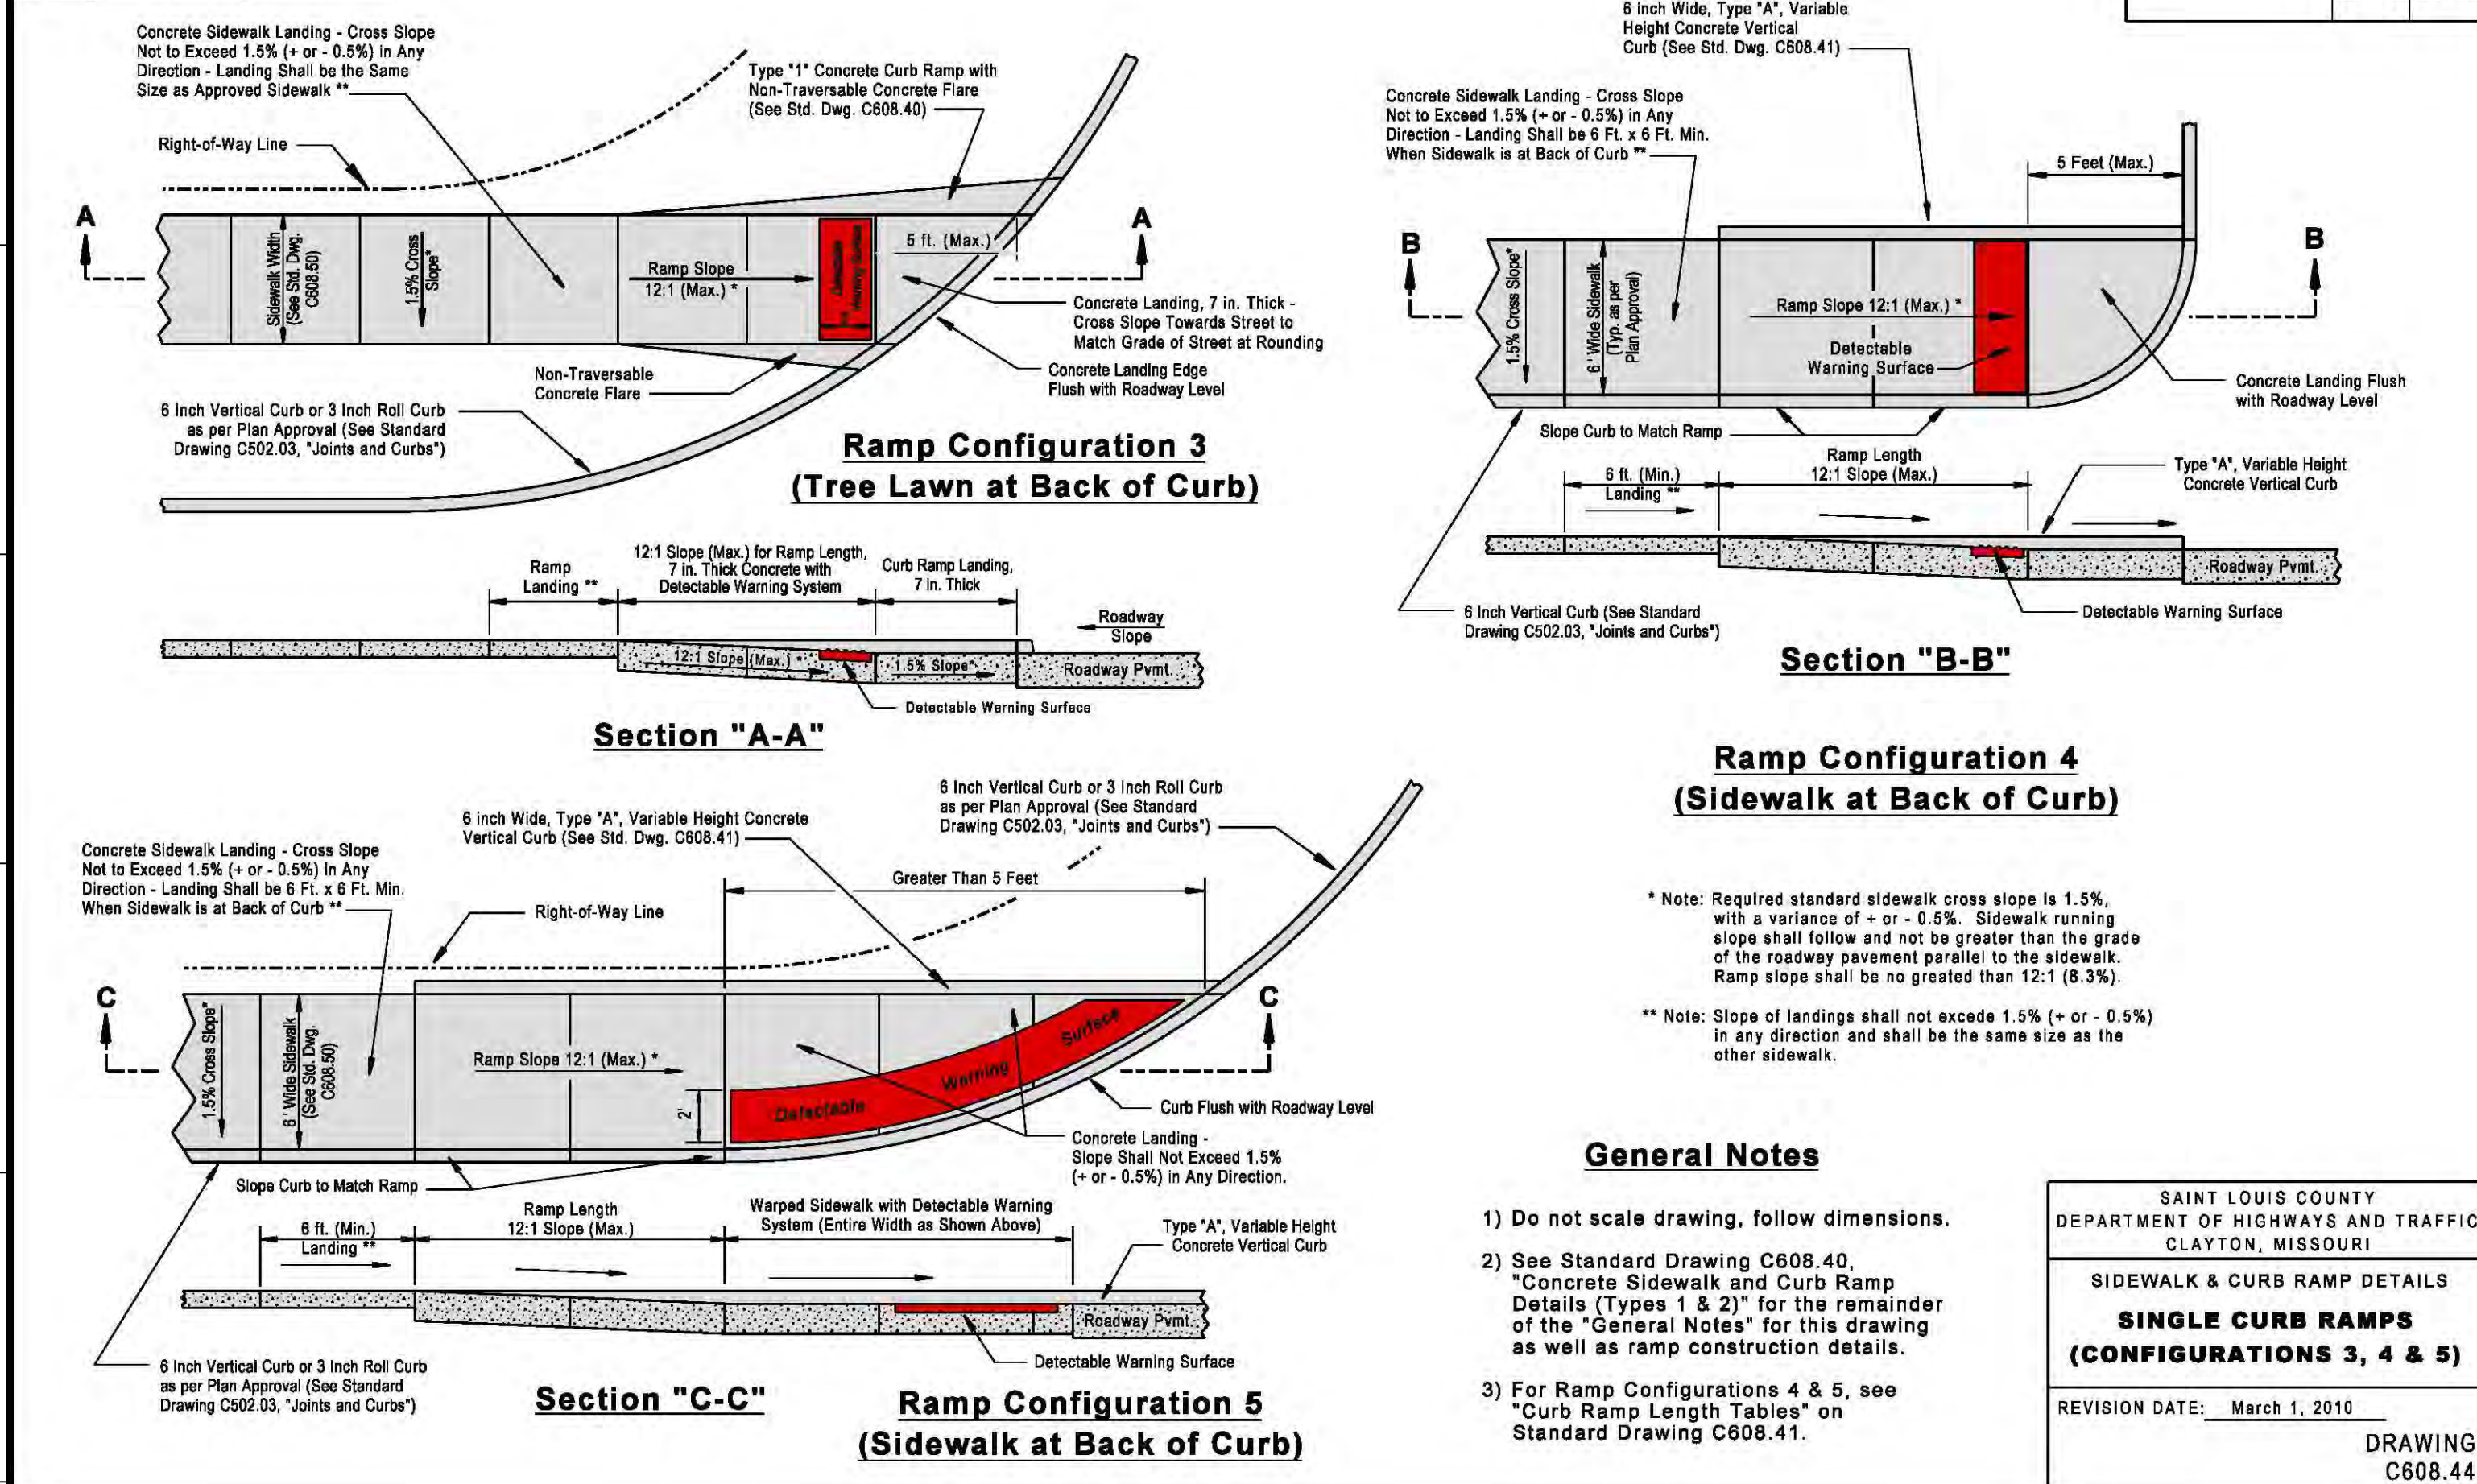 Concrete Sidewalk Landing - Cross Slope
Not to Exceed 1.5% (+ or - 0.5%) in Any
Direction - Landing Shall be the Same
Size as Approved Sidewalk **
Type "1" Concrete Curb Ramp with
Non-Traversable Concrete Flare
(See Std. Dwg. C608.40)
Right-of-Way Line
A
A
Sidewalk Width
(See Std. Dwg.
C608.50)
1.5% Cross
Slope*
Ramp Slope
12:1 (Max.) *
Detectable
Warning Surface
5 ft. (Max.)
Concrete Landing, 7 in. Thick -
Cross Slope Towards Street to
Match Grade of Street at Rounding
Concrete Landing Edge
Flush with Roadway Level
Non-Traversable
Concrete Flare
6 Inch Vertical Curb or 3 Inch Roll Curb
as per Plan Approval (See Standard
Drawing C502.03, "Joints and Curbs")
Ramp Configuration 3
(Tree Lawn at Back of Curb)
Ramp
Landing **
12:1 Slope (Max.) for Ramp Length,
7 in. Thick Concrete with
Detectable Warning System
Curb Ramp Landing,
7 in. Thick
Roadway
Slope
12:1 Slope (Max.) *
1.5% Slope*
Roadway Pvmt.
Detectable Warning Surface
Section "A-A"
6 Inch Wide, Type "A", Variable
Height Concrete Vertical
Curb (See Std. Dwg. C608.41)
Concrete Sidewalk Landing - Cross Slope
Not to Exceed 1.5% (+ or - 0.5%) in Any
Direction - Landing Shall be 6 Ft. x 6 Ft. Min.
When Sidewalk is at Back of Curb **
5 Feet (Max.)
B
B
1.5% Cross Slope*
6 ' Wide Sidewalk
(Typ. as per
Plan Approval)
Ramp Slope 12:1 (Max.) *
Detectable
Warning Surface
Concrete Landing Flush
with Roadway Level
Slope Curb to Match Ramp
6 ft. (Min.)
Landing **
Ramp Length
12:1 Slope (Max.)
Type "A", Variable Height
Concrete Vertical Curb
Roadway Pvmt.
6 Inch Vertical Curb (See Standard
Drawing C502.03, "Joints and Curbs")
Detectable Warning Surface
Section "B-B"
Ramp Configuration 4
(Sidewalk at Back of Curb)
6 inch Wide, Type "A", Variable Height Concrete
Vertical Curb (See Std. Dwg. C608.41)
6 Inch Vertical Curb or 3 Inch Roll Curb
as per Plan Approval (See Standard
Drawing C502.03, "Joints and Curbs")
Concrete Sidewalk Landing - Cross Slope
Not to Exceed 1.5% (+ or - 0.5%) in Any
Direction - Landing Shall be 6 Ft. x 6 Ft. Min.
When Sidewalk is at Back of Curb **
Greater Than 5 Feet
Right-of-Way Line
C
C
1.5% Cross Slope*
6 ' Wide Sidewalk
(See Std. Dwg.
C608.50)
Ramp Slope 12:1 (Max.) *
2'
Detectable Warning Surface
Curb Flush with Roadway Level
Concrete Landing -
Slope Shall Not Exceed 1.5%
(+ or - 0.5%) in Any Direction.
Slope Curb to Match Ramp
6 ft. (Min.)
Landing **
Ramp Length
12:1 Slope (Max.)
Warped Sidewalk with Detectable Warning
System (Entire Width as Shown Above)
Type "A", Variable Height
Concrete Vertical Curb
Roadway Pvmt.
Detectable Warning Surface
6 Inch Vertical Curb or 3 Inch Roll Curb
as per Plan Approval (See Standard
Drawing C502.03, "Joints and Curbs")
Section "C-C"
Ramp Configuration 5
(Sidewalk at Back of Curb)
* Note: Required standard sidewalk cross slope is 1.5%,
with a variance of + or - 0.5%. Sidewalk running
slope shall follow and not be greater than the grade
of the roadway pavement parallel to the sidewalk.
Ramp slope shall be no greated than 12:1 (8.3%).
** Note: Slope of landings shall not excede 1.5% (+ or - 0.5%)
in any direction and shall be the same size as the
other sidewalk.
General Notes
1) Do not scale drawing, follow dimensions.
2) See Standard Drawing C608.40,
"Concrete Sidewalk and Curb Ramp
Details (Types 1 & 2)" for the remainder
of the "General Notes" for this drawing
as well as ramp construction details.
3) For Ramp Configurations 4 & 5, see
"Curb Ramp Length Tables" on
Standard Drawing C608.41.
SAINT LOUIS COUNTY
DEPARTMENT OF HIGHWAYS AND TRAFFIC
CLAYTON, MISSOURI
SIDEWALK & CURB RAMP DETAILS
SINGLE CURB RAMPS
(CONFIGURATIONS 3, 4 & 5)
REVISION DATE: March 1, 2010
DRAWING
C608.44